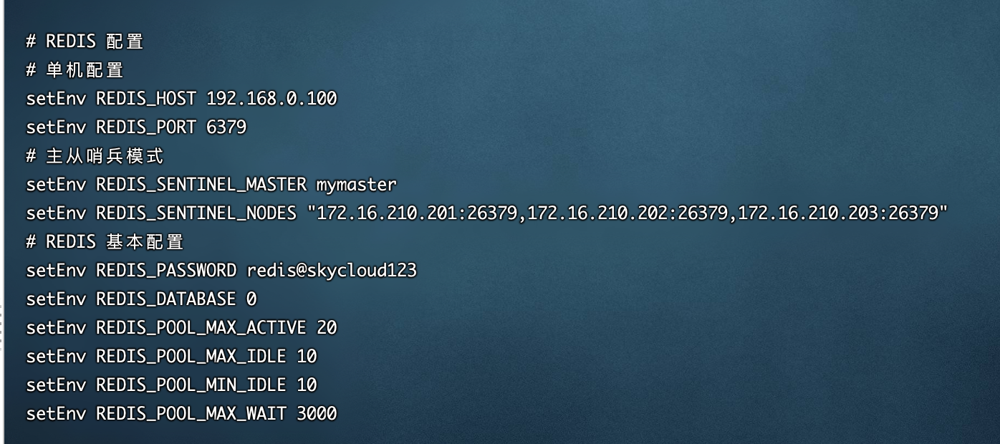 # REDIS 配置
# 单机配置
setEnv REDIS_HOST 192.168.0.100
setEnv REDIS_PORT 6379
# 主从哨兵模式
setEnv REDIS_SENTINEL_MASTER mymaster
setEnv REDIS_SENTINEL_NODES "172.16.210.201:26379,172.16.210.202:26379,172.16.210.203:26379"
# REDIS 基本配置
setEnv REDIS_PASSWORD redis@skycloud123
setEnv REDIS_DATABASE 0
setEnv REDIS_POOL_MAX_ACTIVE 20
setEnv REDIS_POOL_MAX_IDLE 10
setEnv REDIS_POOL_MIN_IDLE 10
setEnv REDIS_POOL_MAX_WAIT 3000